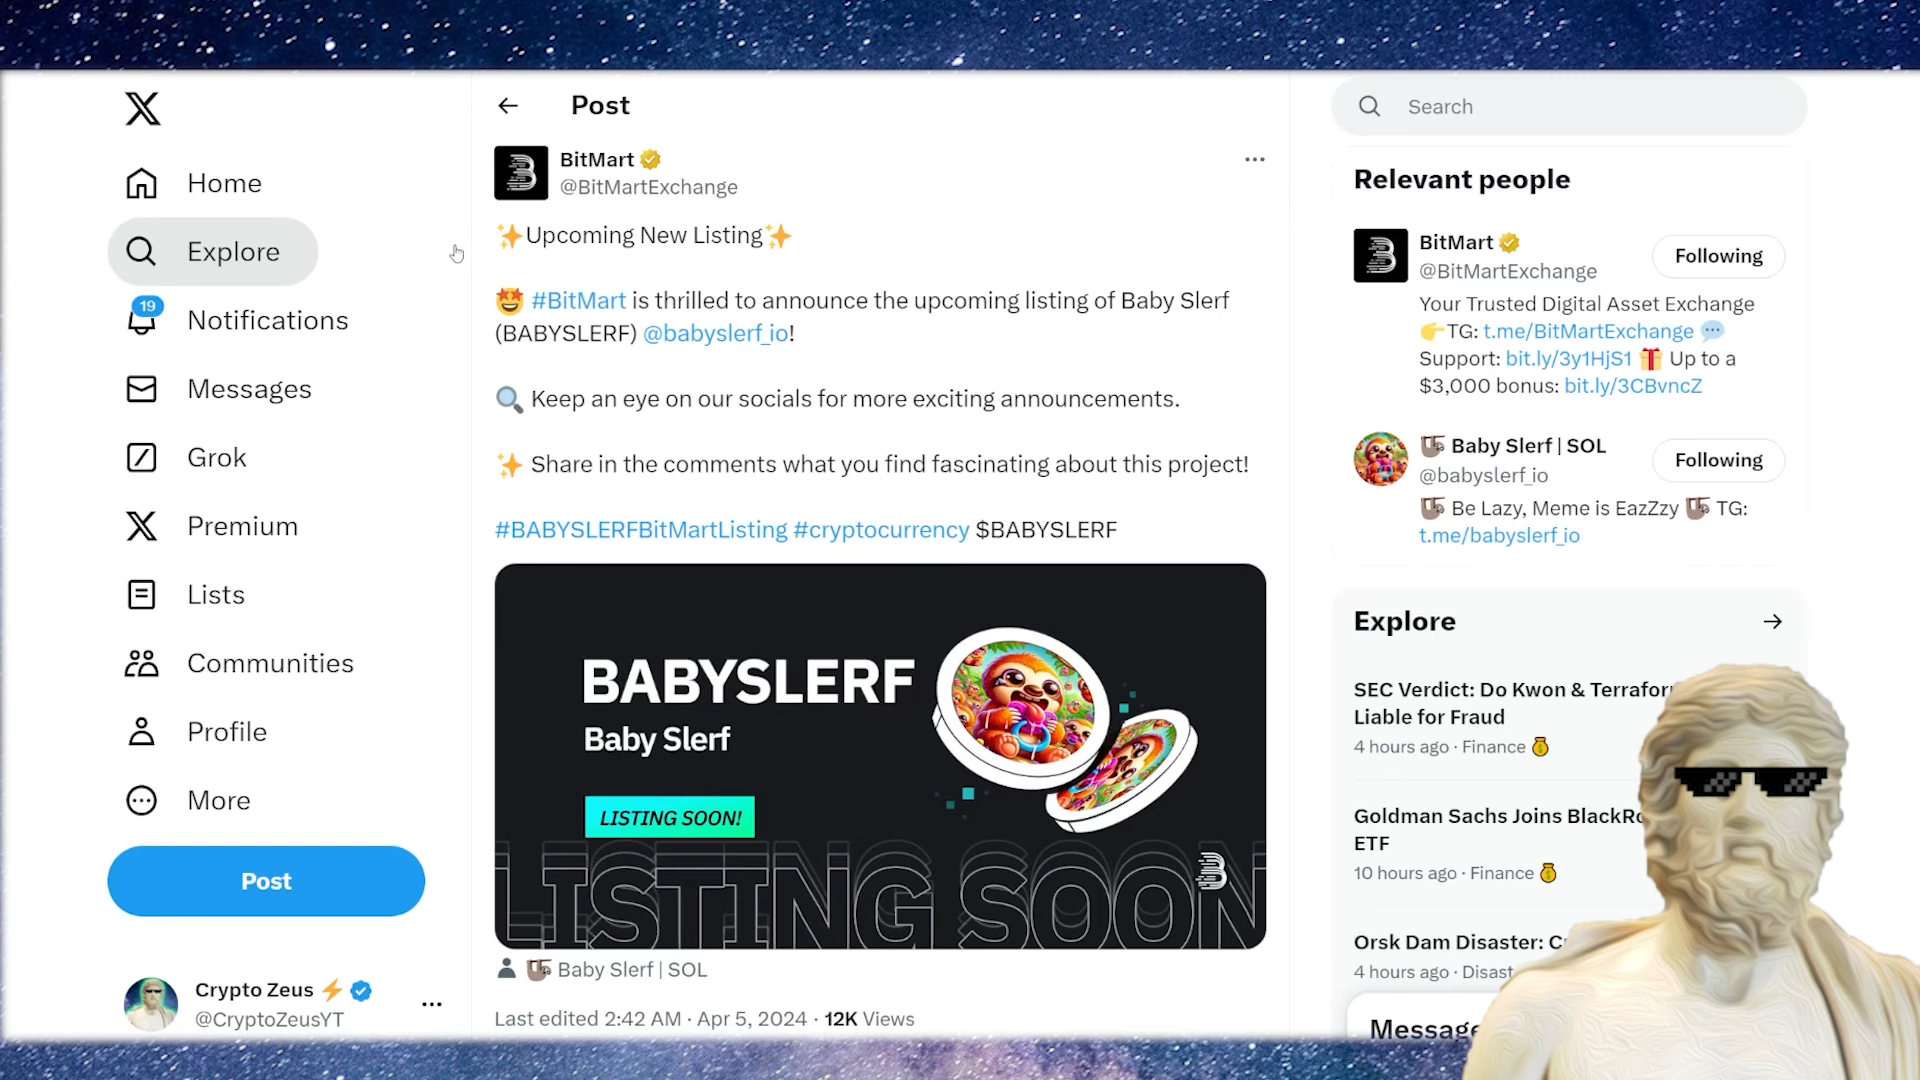 Home
Explore
19
Notifications
Messages
Grok
Premium
Lists
Communities
Profile
More
Post
Crypto Zeus
@CryptoZeusYT
Post
BitMart
@BitMartExchange
✨Upcoming New Listing✨
🤩 #BitMart is thrilled to announce the upcoming listing of Baby Slerf
(BABYSLERF) @babyslerf_io!
🔍 Keep an eye on our socials for more exciting announcements.
✨ Share in the comments what you find fascinating about this project!
#BABYSLERFBitMartListing #cryptocurrency $BABYSLERF
BABYSLERF
Baby Slerf
LISTING SOON!
LISTING SOON
Baby Slerf | SOL
Last edited 2:42 AM · Apr 5, 2024 · 12K Views
Search
Relevant people
BitMart
@BitMartExchange
Following
Your Trusted Digital Asset Exchange
👉TG: t.me/BitMartExchange 💬
Support: bit.ly/3y1HjS1 🎁 Up to a
$3,000 bonus: bit.ly/3CBvncZ
🦥 Baby Slerf | SOL
@babyslerf_io
Following
🦥 Be Lazy, Meme is EazZzy 🦥 TG:
t.me/babyslerf_io
Explore
SEC Verdict: Do Kwon & Terraform
Liable for Fraud
4 hours ago · Finance
Goldman Sachs Joins
ETF
10 hours ago · Finance
Orsk Dam Disaster:
4 hours ago ·